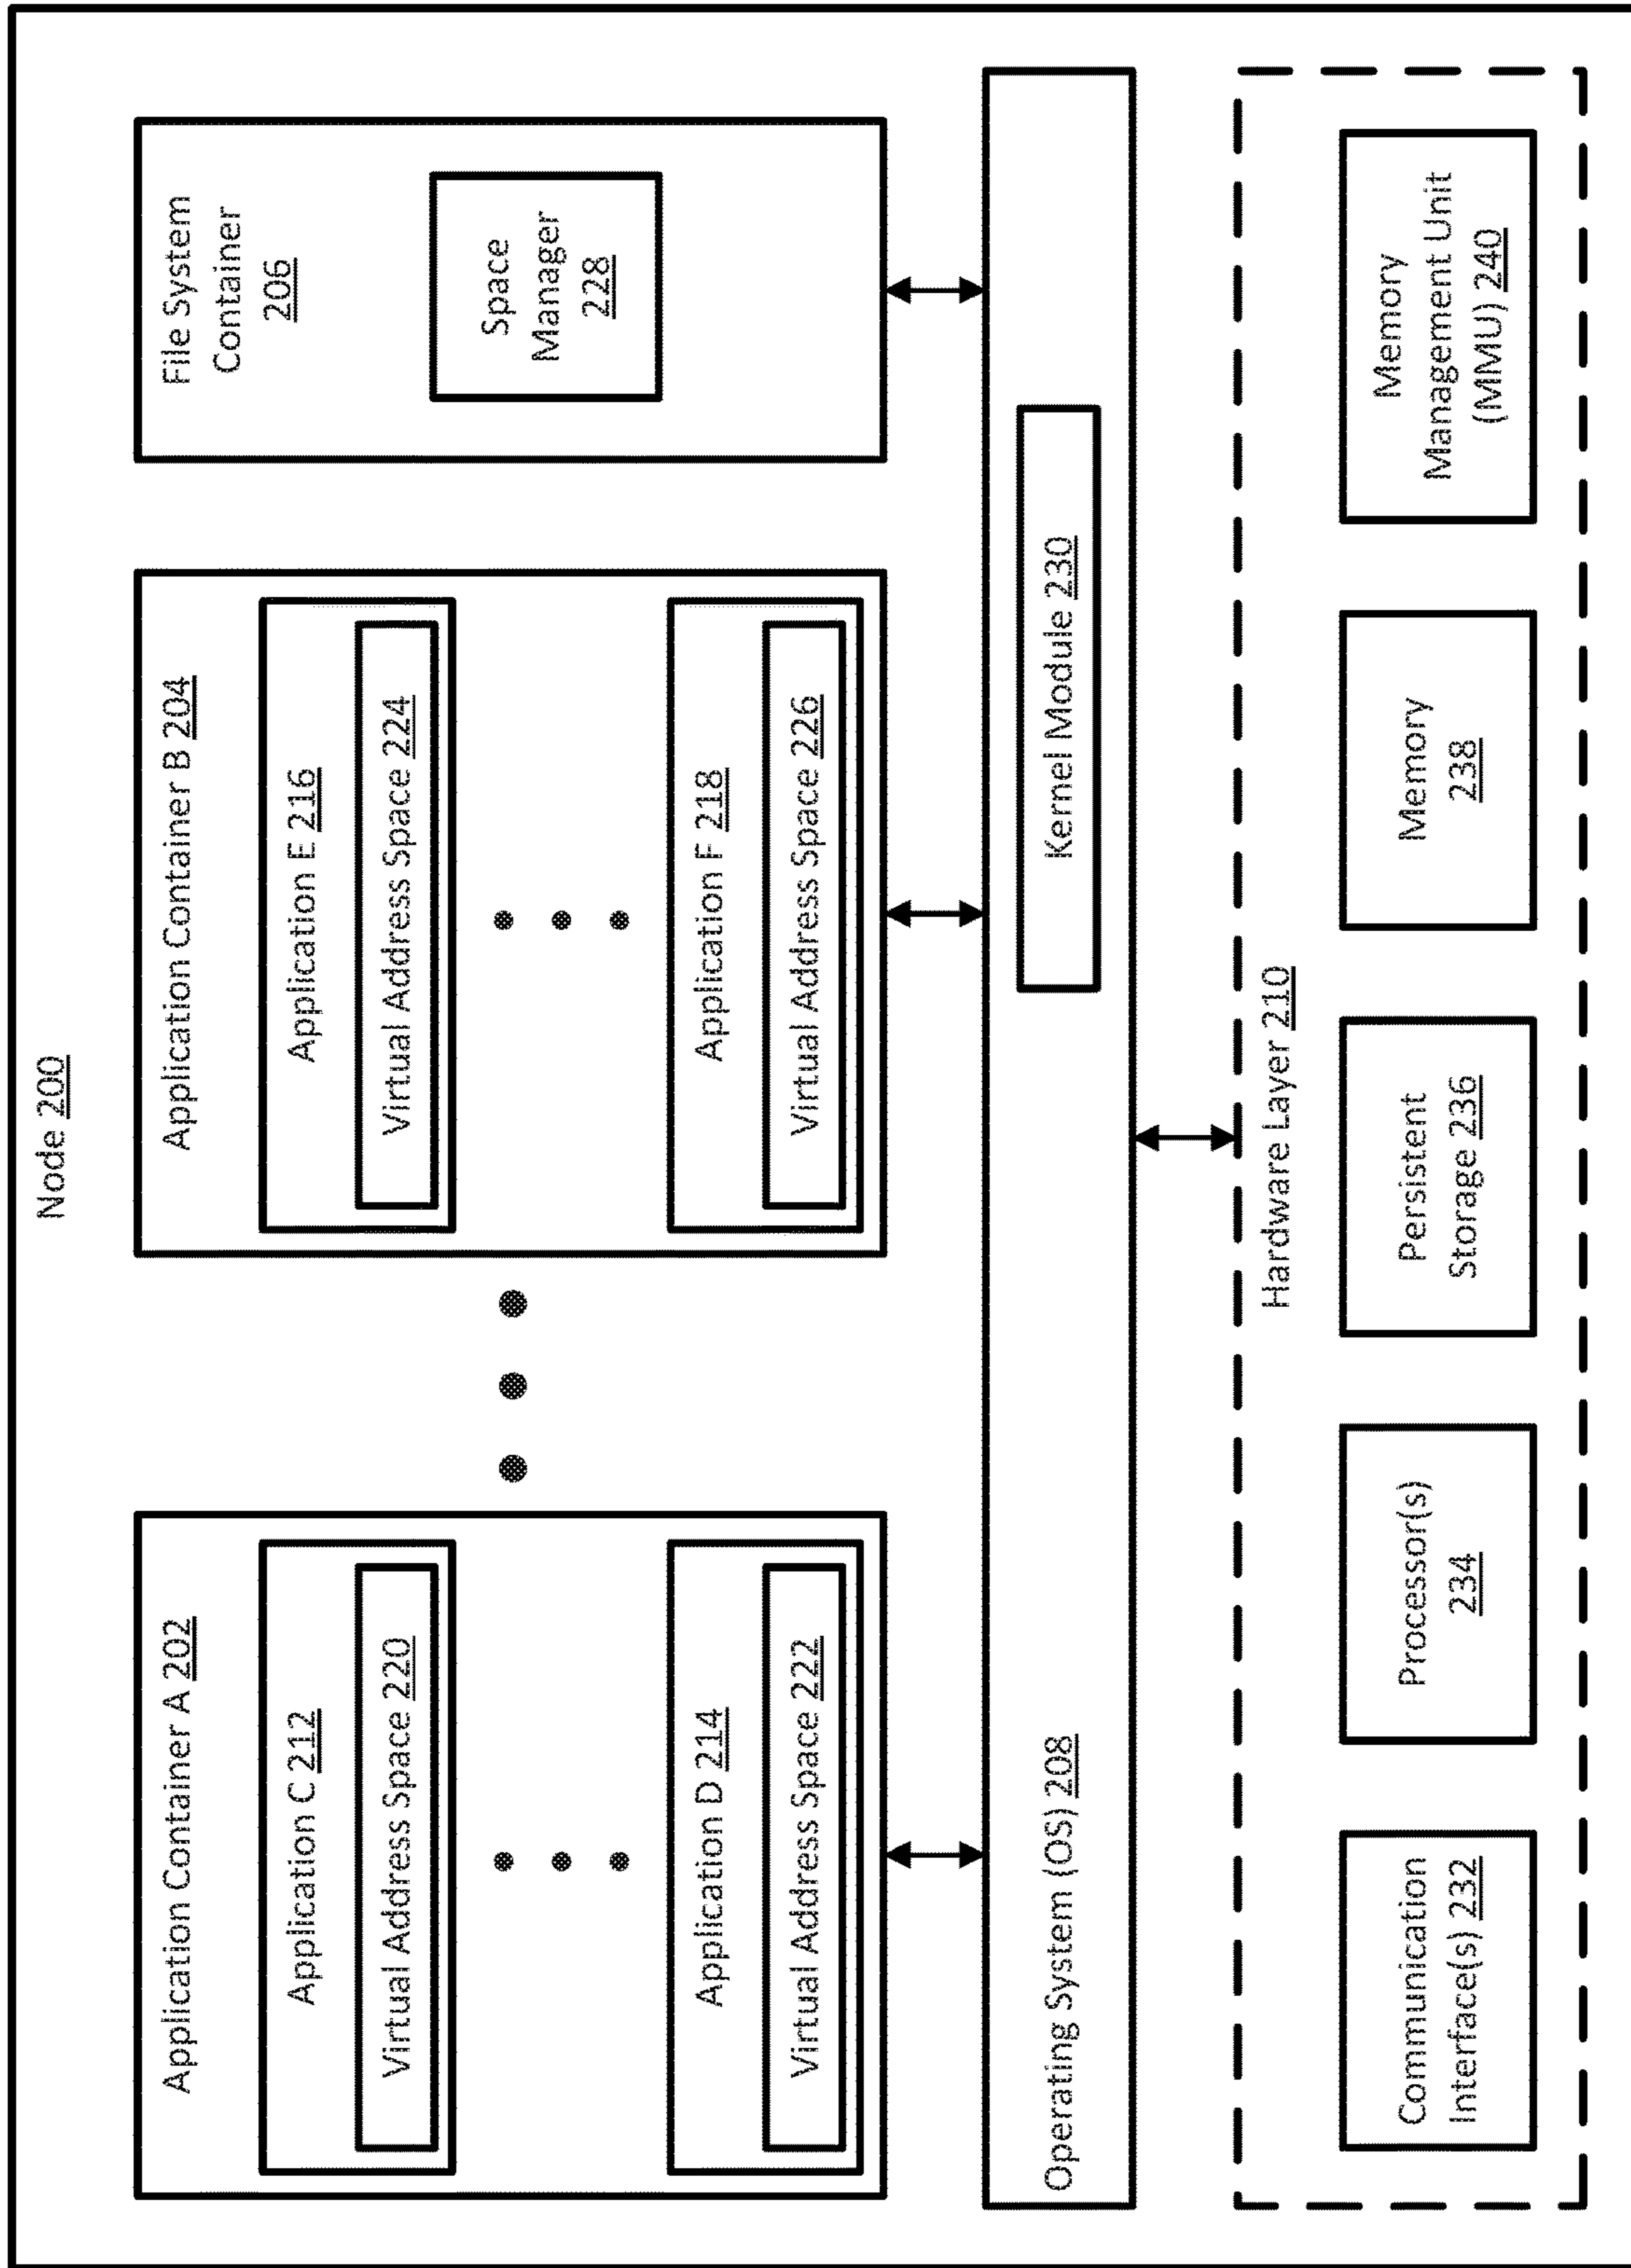 Node 200
Application Container A 202
Application C 212
Virtual Address Space 220
Application D 214
Virtual Address Space 222
Application Container B 204
Application E 216
Virtual Address Space 224
Application F 218
Virtual Address Space 226
File System
Container
206
Space
Manager
228
Operating System (OS) 208
Kernel Module 230
Hardware Layer 210
Communication
Interface(s) 232
Processor(s)
234
Persistent
Storage 236
Memory
238
Memory
Management Unit
(MMU) 240